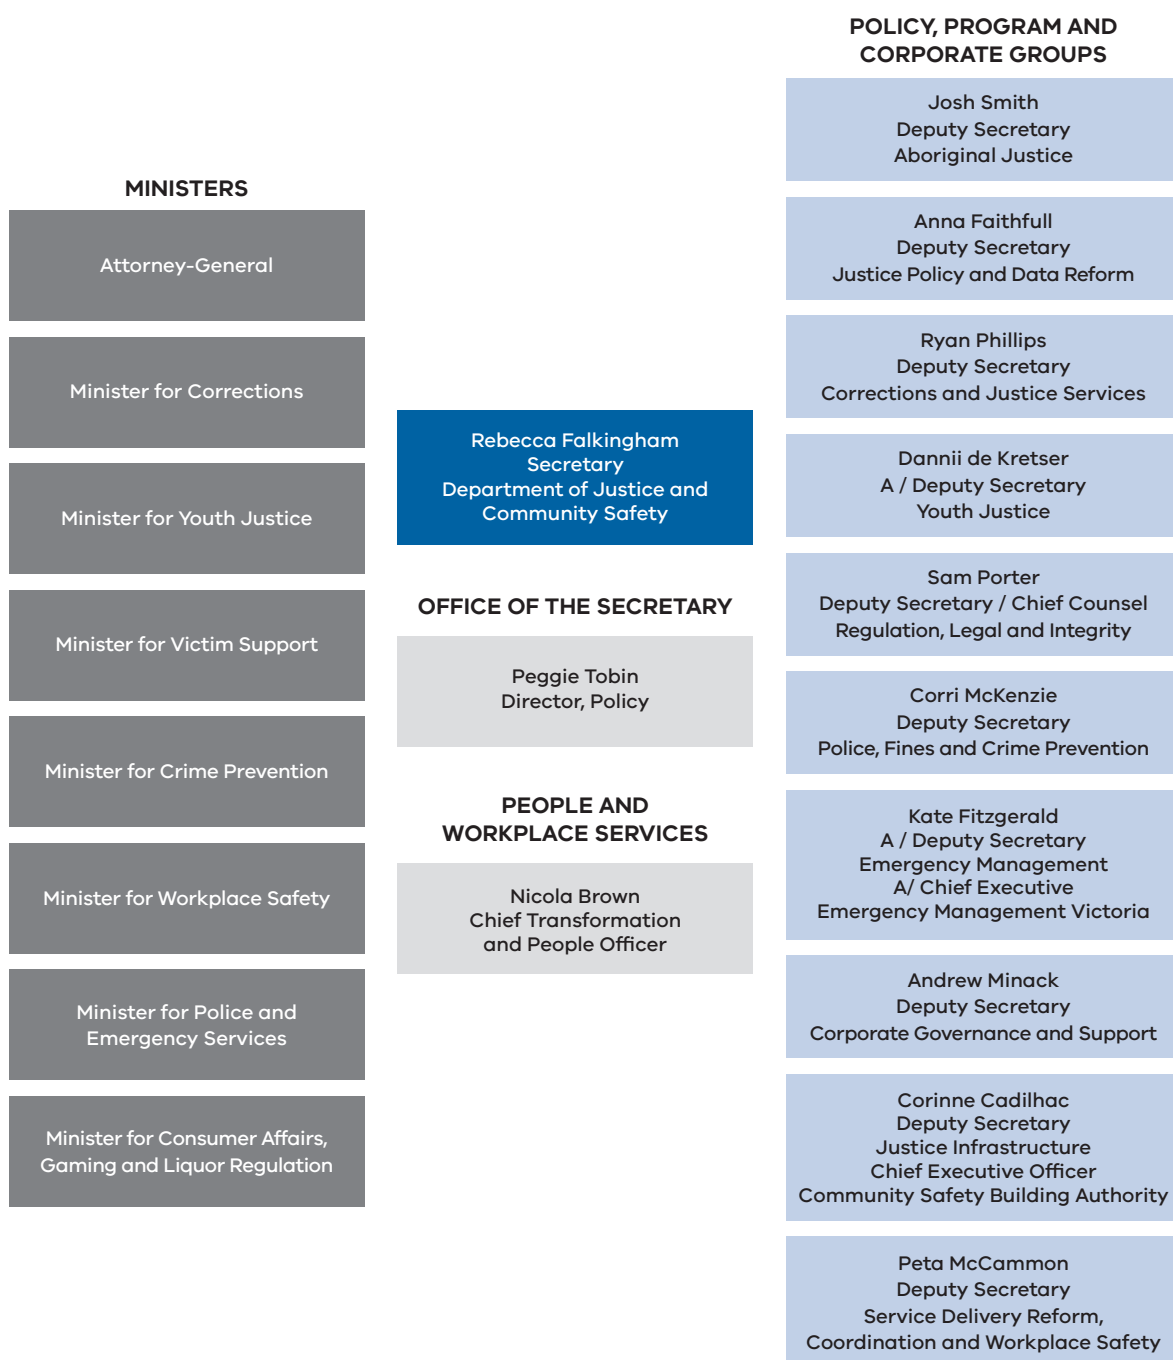 MINISTERS
Attorney-General
Minister for Corrections
Minister for Youth Justice
Minister for Victim Support
Minister for Crime Prevention
Minister for Workplace Safety
Minister for Police and
Emergency Services
Minister for Consumer Affairs,
Gaming and Liquor Regulation
Rebecca Falkingham
Secretary
Department of Justice and
Community Safety
OFFICE OF THE SECRETARY
Peggie Tobin
Director, Policy
PEOPLE AND
WORKPLACE SERVICES
Nicola Brown
Chief Transformation
and People Officer
POLICY, PROGRAM AND
CORPORATE GROUPS
Josh Smith
Deputy Secretary
Aboriginal Justice
Anna Faithfull
Deputy Secretary
Justice Policy and Data Reform
Ryan Phillips
Deputy Secretary
Corrections and Justice Services
Dannii de Kretser
A / Deputy Secretary
Youth Justice
Sam Porter
Deputy Secretary / Chief Counsel
Regulation, Legal and Integrity
Corri McKenzie
Deputy Secretary
Police, Fines and Crime Prevention
Kate Fitzgerald
A / Deputy Secretary
Emergency Management
A/ Chief Executive
Emergency Management Victoria
Andrew Minack
Deputy Secretary
Corporate Governance and Support
Corinne Cadilhac
Deputy Secretary
Justice Infrastructure
Chief Executive Officer
Community Safety Building Authority
Peta McCammon
Deputy Secretary
Service Delivery Reform,
Coordination and Workplace Safety